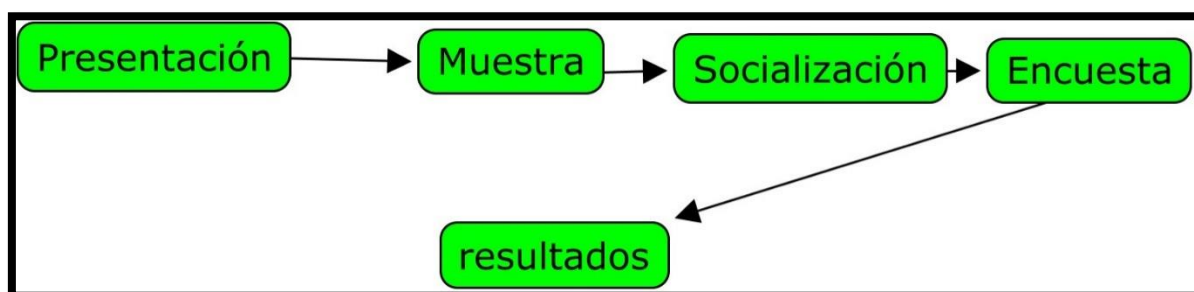 Presentación
Muestra
Socialización
Encuesta
resultados